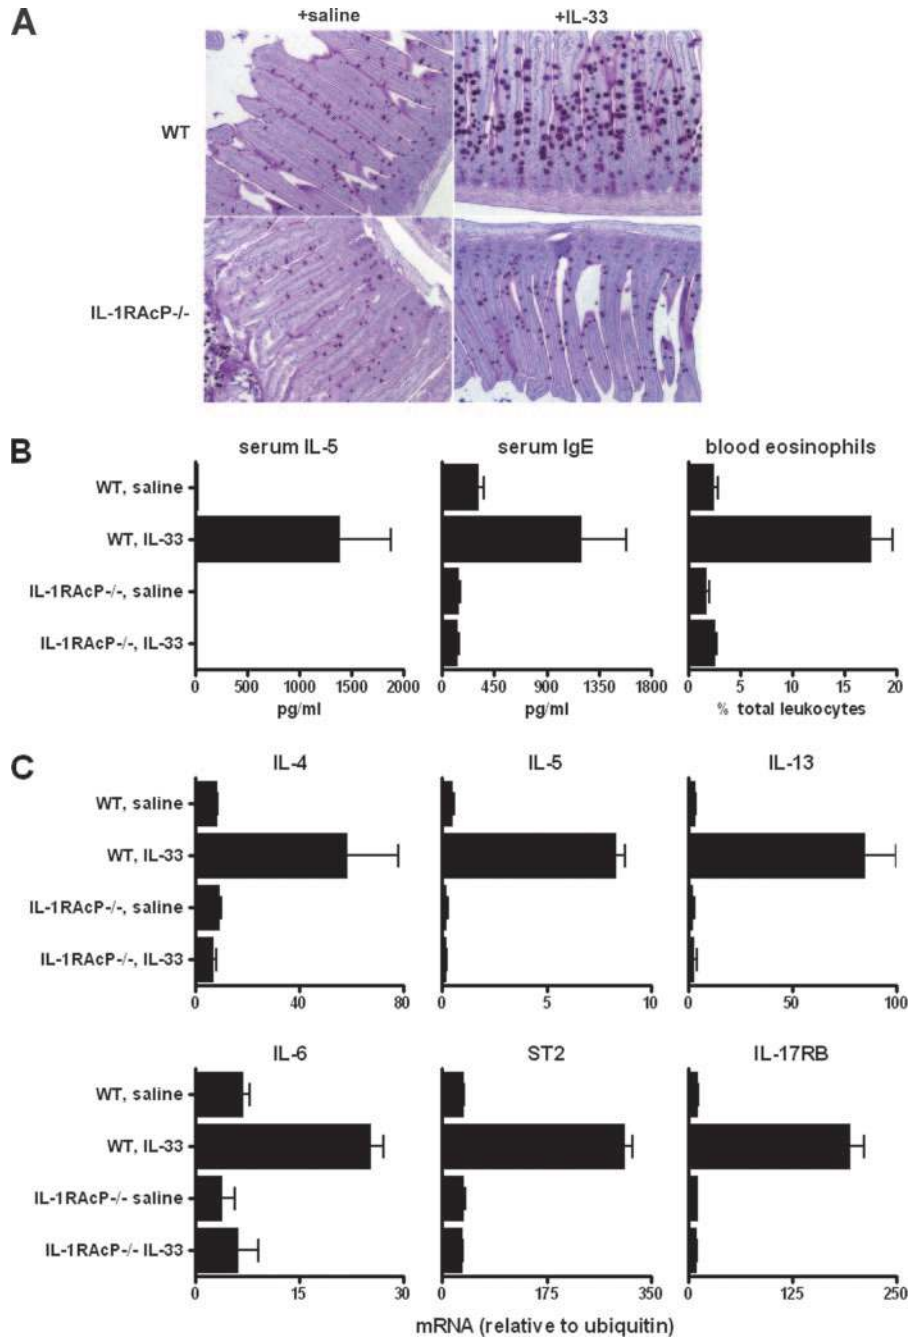 A
+saline +IL-33
WT
IL-1RAcP-/-
B
serum IL-5 serum IgE blood eosinophils
WT, saline
WT, IL-33
IL-1RAcP-/-, saline
IL-1RAcP-/-, IL-33
0 500 1000 1500 2000 0 450 900 1350 1800 0 5 10 15 20
pg/ml pg/ml % total leukocytes
C
IL-4 IL-5 IL-13
WT, saline
WT, IL-33
IL-1RAcP-/-, saline
IL-1RAcP-/-, IL-33
0 40 80 0 5 10 0 50 100
IL-6 ST2 IL-17RB
WT, saline
WT, IL-33
IL-1RAcP-/- saline
IL-1RAcP-/- IL-33
0 15 30 0 175 350 0 125 250
mRNA (relative to ubiquitin)